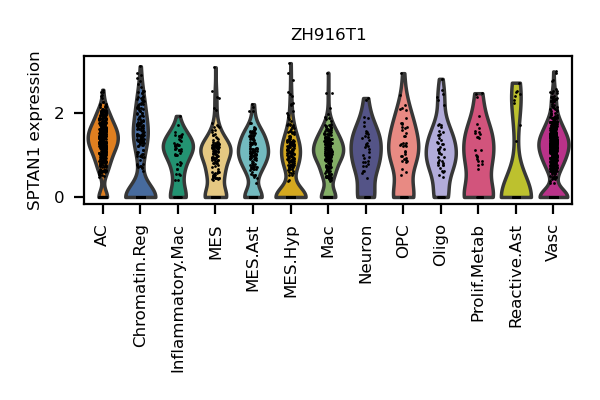 ZH916T1
SPTAN1 expression
2
0
AC
Chromatin.Reg
Inflammatory.Mac
MES
MES.Ast
MES.Hyp
Mac
Neuron
OPC
Oligo
Prolif.Metab
Reactive.Ast
Vasc